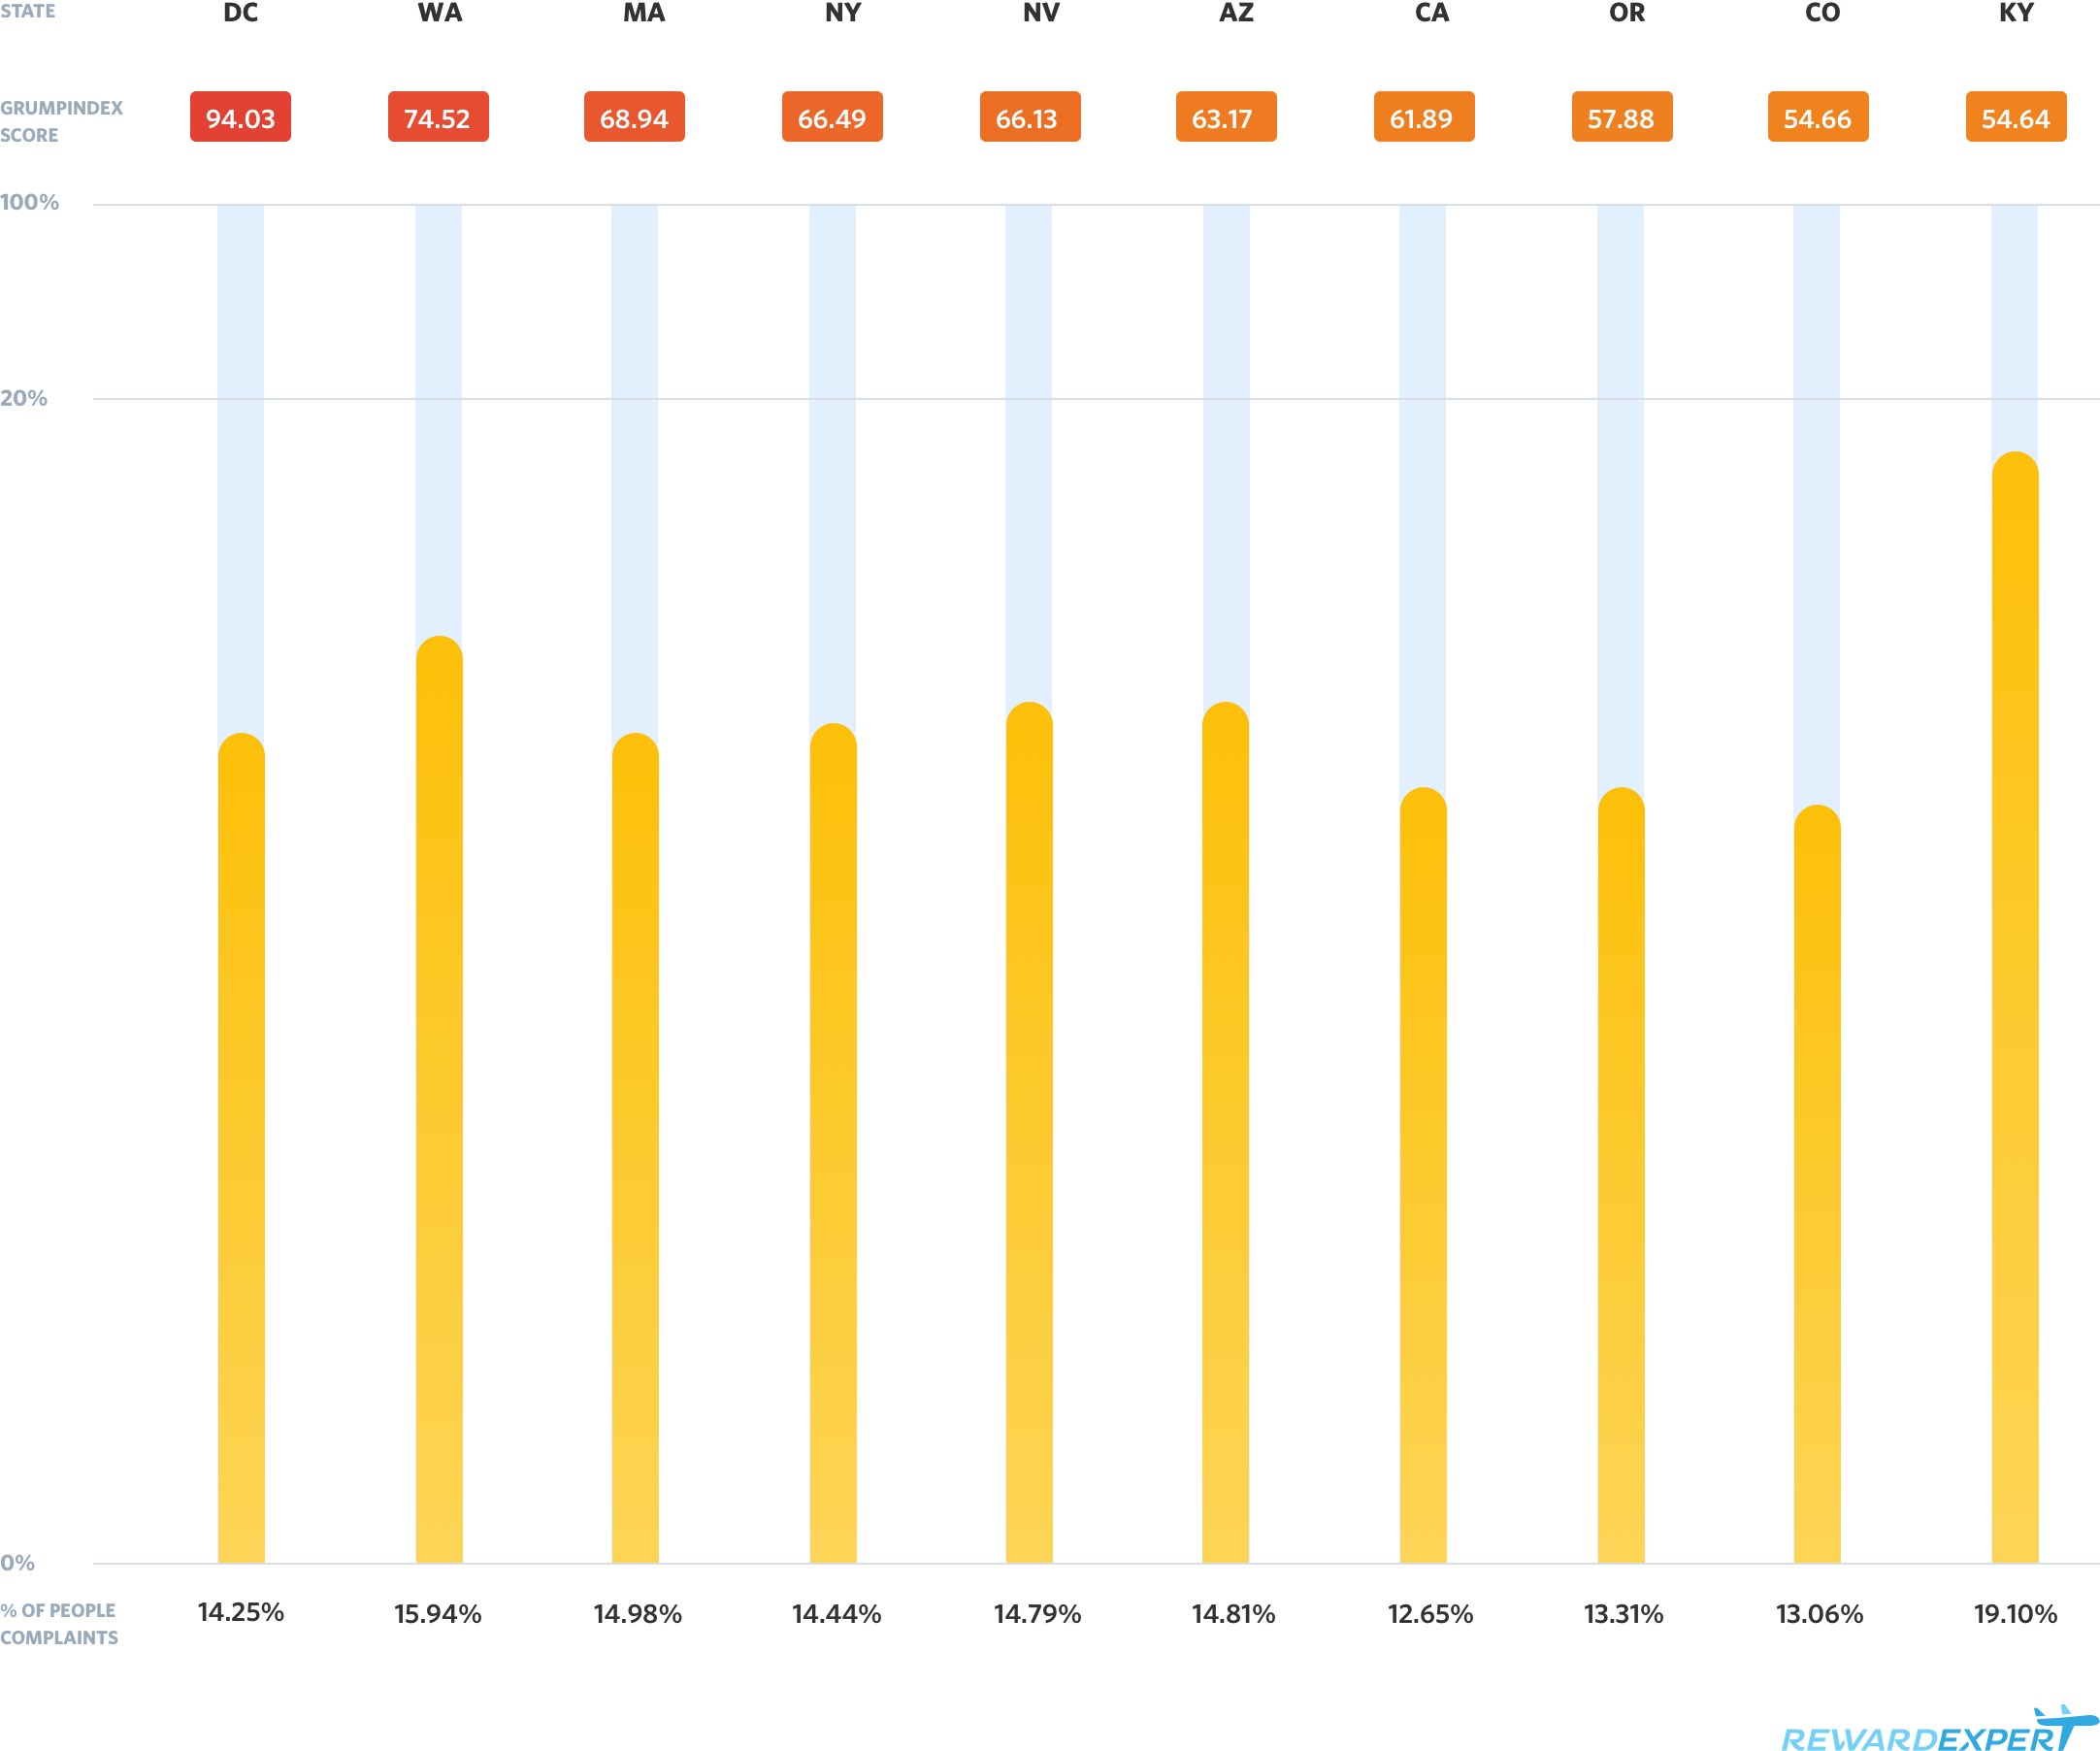 STATE DC WA MA NY NV AZ CA OR CO KY
GRUMPINDEX
SCORE
94.03 74.52 68.94 66.49 66.13 63.17 61.89 57.88 54.66 54.64
100%
20%
0%
% OF PEOPLE
COMPLAINTS
14.25% 15.94% 14.98% 14.44% 14.79% 14.81% 12.65% 13.31% 13.06% 19.10%
REWARDEXPERT